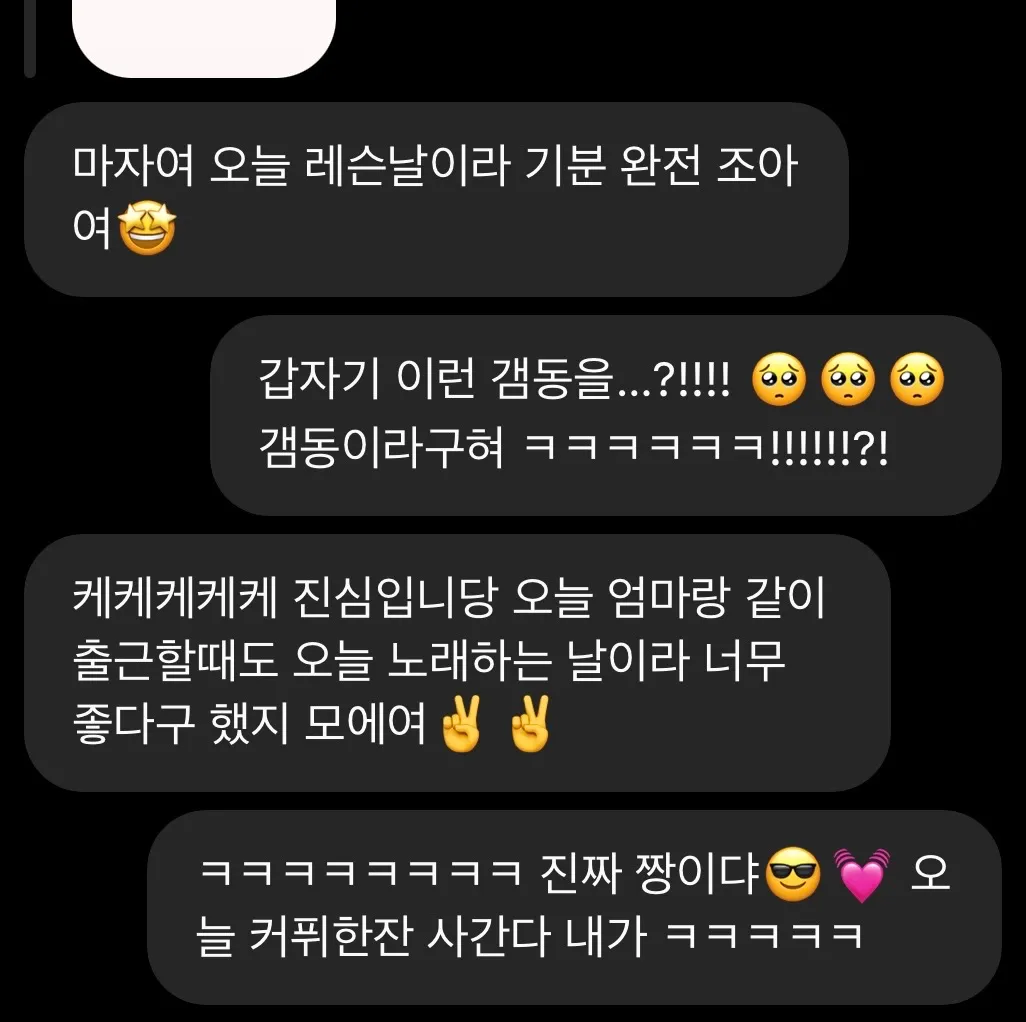 마자여 오늘 레슨날이라 기분 완전 조아
여🤩
갑자기 이런 갬동을...?!!!! 🥺🥺🥺
갬동이라구혀 ㅋㅋㅋㅋㅋㅋ!!!!!!?!
케케케케케 진심입니당 오늘 엄마랑 같이
출근할때도 오늘 노래하는 날이라 너무
좋다구 했지 모에여✌️✌️
ㅋㅋㅋㅋㅋㅋㅋㅋ 진짜 짱이댜😎💓 오
늘 커퓌한잔 사간다 내가 ㅋㅋㅋㅋㅋ